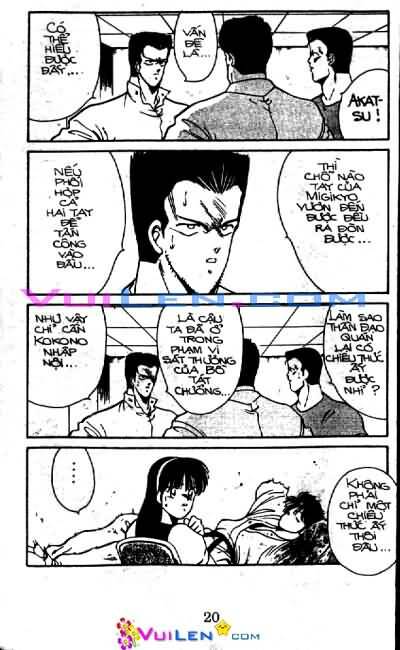 CÓ
THỂ
HIỂU
ĐƯỢC
ĐẤY...
VẤN
ĐỀ
LÀ...
AKAT-
SU!
NẾU
PHỐI
HỢP
CẢ
HAI TAY
ĐỂ
TẤN
CÔNG
VÀO
ĐẦU...
THÌ
CHỖ NÀO
TAY CỦA
MIGIKYO
VƯƠN ĐẾN
ĐƯỢC ĐỀU
RA ĐÒN
ĐƯỢC...
VuiLen.com
NHƯ VẬY
CHỈ CẦN
KOKONO
NHẬP
NỘI...
LÀ CẬU
TA ĐÃ Ở
TRONG
PHẠM VI
SÁT THƯƠNG
CỦA BỘ
TÁT
CHƯỞNG...
LÀM SAO
THẦN ĐẠO
QUÁN
LẠI CÓ
CHIÊU THỨC
ẤY
ĐƯỢC
NHỈ?
...
KHÔNG
PHẢI
CHỈ MỘT
CHIÊU
THỨC ẤY
THÔI
ĐÂU...
20
VuiLen.com